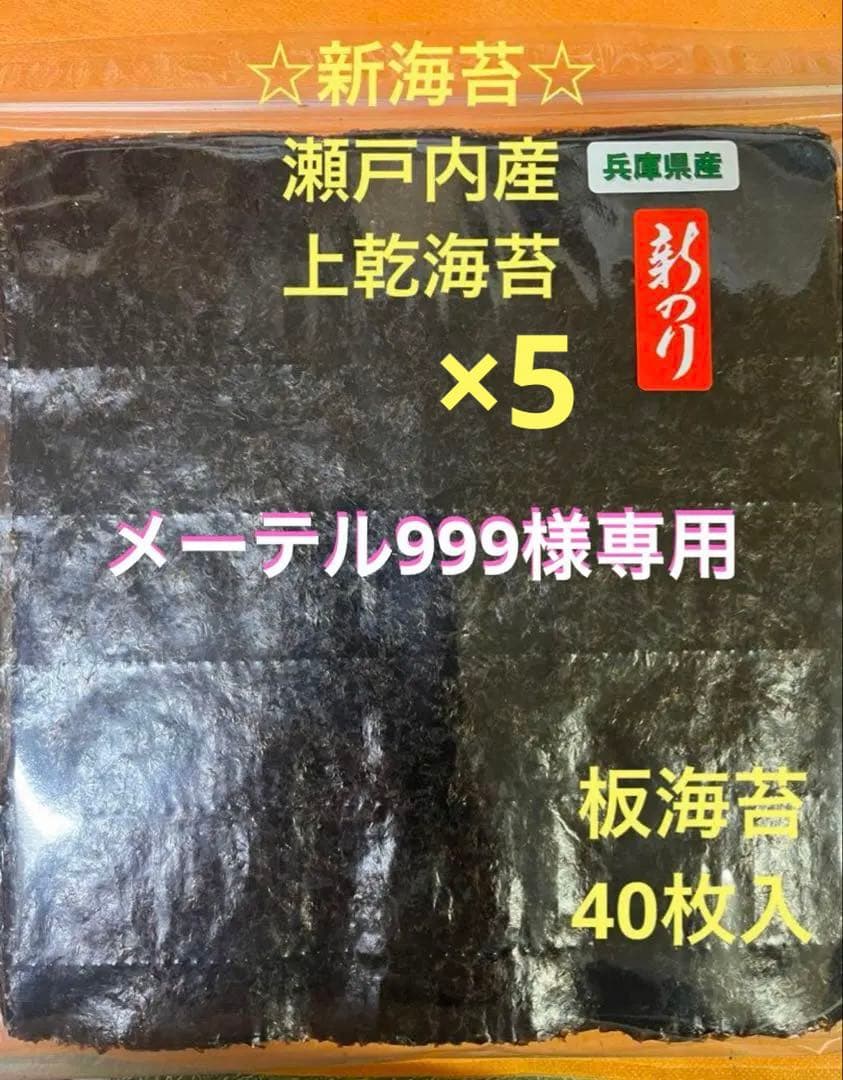 ☆新海苔☆
瀬戸内産
兵庫県産
上乾海苔
新のり
×5
メーテル999様専用
板海苔
40枚入